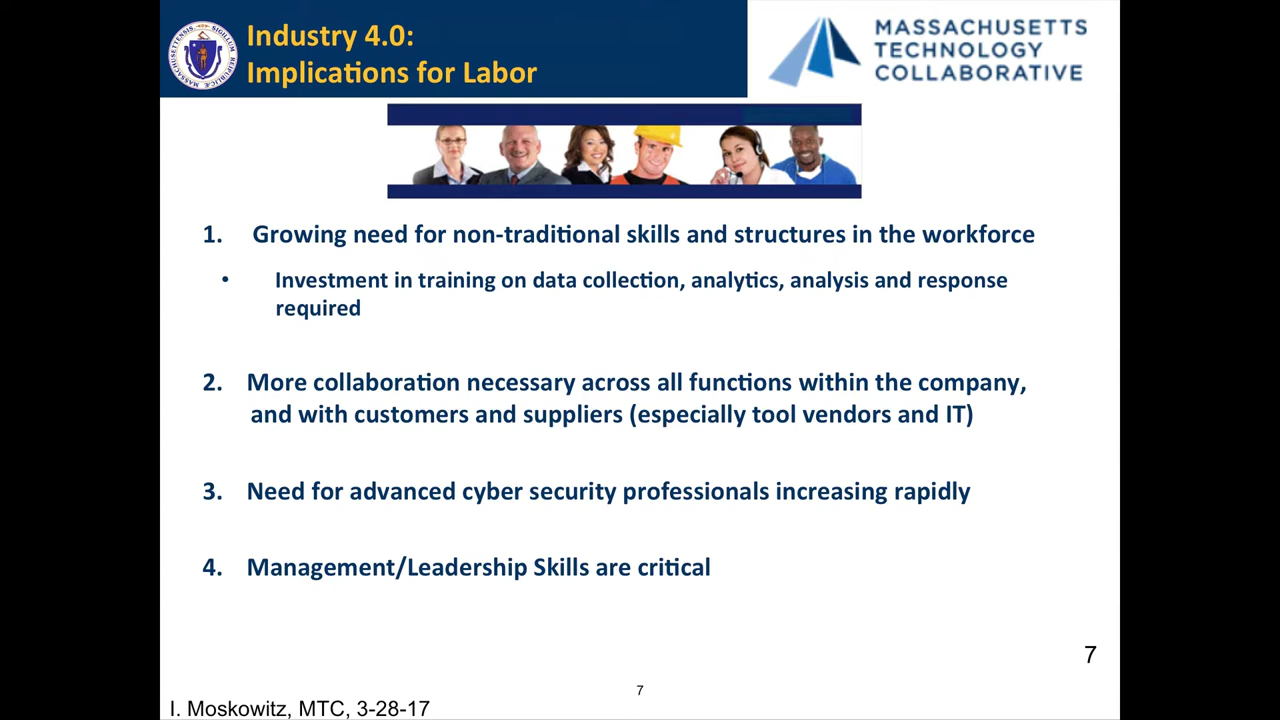 Industry 4.0:
Implications for Labor
MASSACHUSETTS
TECHNOLOGY
COLLABORATIVE
1. Growing need for non-traditional skills and structures in the workforce
• Investment in training on data collection, analytics, analysis and response
required
2. More collaboration necessary across all functions within the company,
and with customers and suppliers (especially tool vendors and IT)
3. Need for advanced cyber security professionals increasing rapidly
4. Management/Leadership Skills are critical
7
7
I. Moskowitz, MTC, 3-28-17